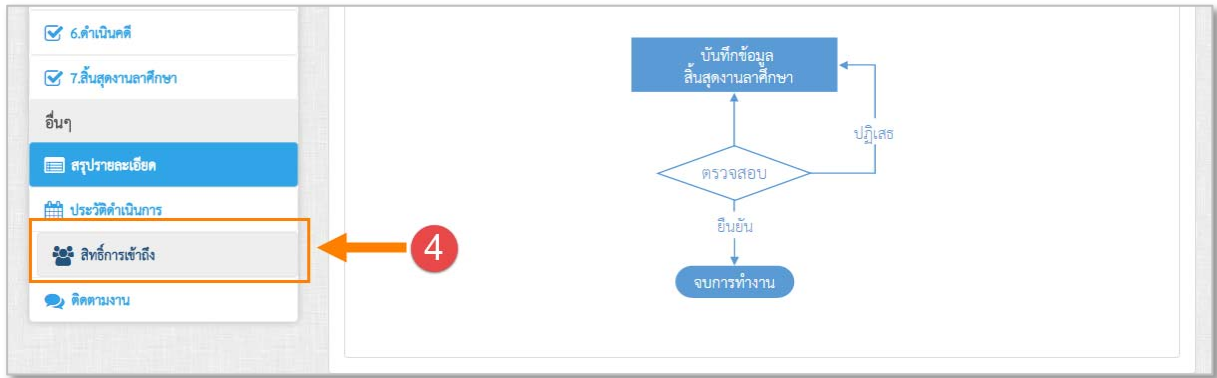 6.ดำเนินคดี
7.สิ้นสุดงานลาศึกษา
อื่นๆ
สรุปรายละเอียด
ประวัติดำเนินการ
สิทธิ์การเข้าถึง
ติดตามงาน
4
บันทึกข้อมูล
สิ้นสุดงานลาศึกษา
ปฏิเสธ
ตรวจสอบ
ยืนยัน
จบการทำงาน